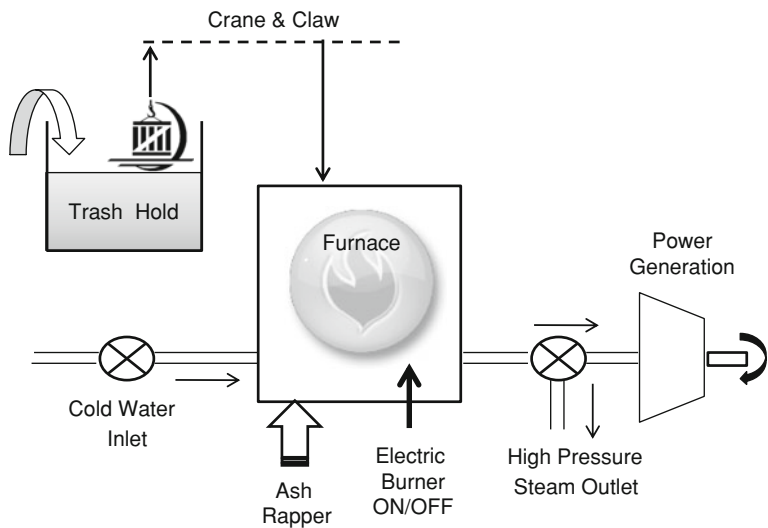 Crane & Claw
Trash Hold
Furnace
Power
Generation
Cold Water
Inlet
Ash
Rapper
Electric
Burner
ON/OFF
High Pressure
Steam Outlet